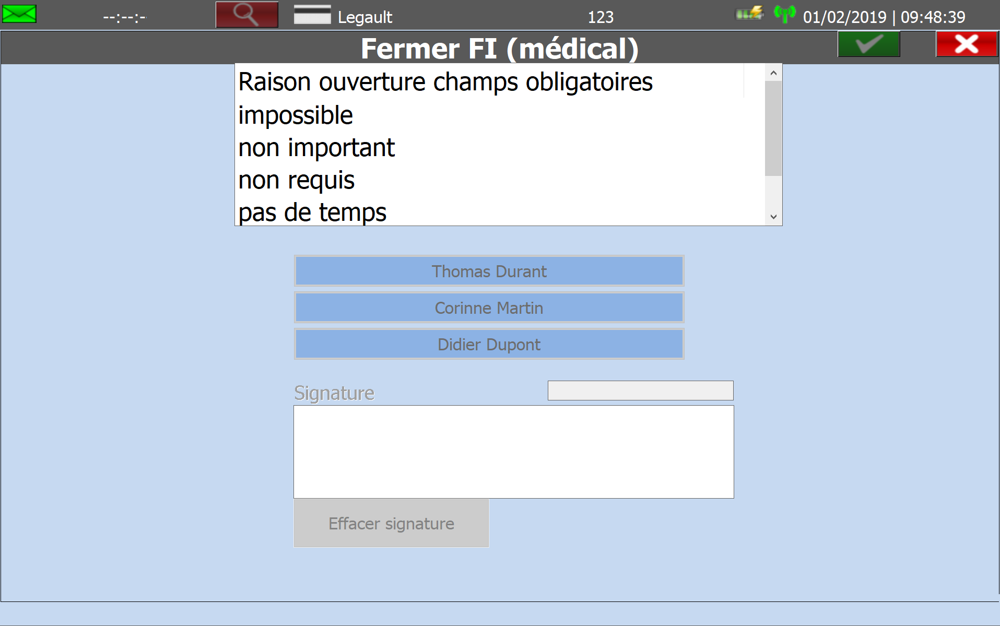 --:--:-
Legault
123
01/02/2019 | 09:48:39
Fermer FI (médical)
Raison ouverture champs obligatoires
impossible
non important
non requis
pas de temps
Thomas Durant
Corinne Martin
Didier Dupont
Signature
Effacer signature